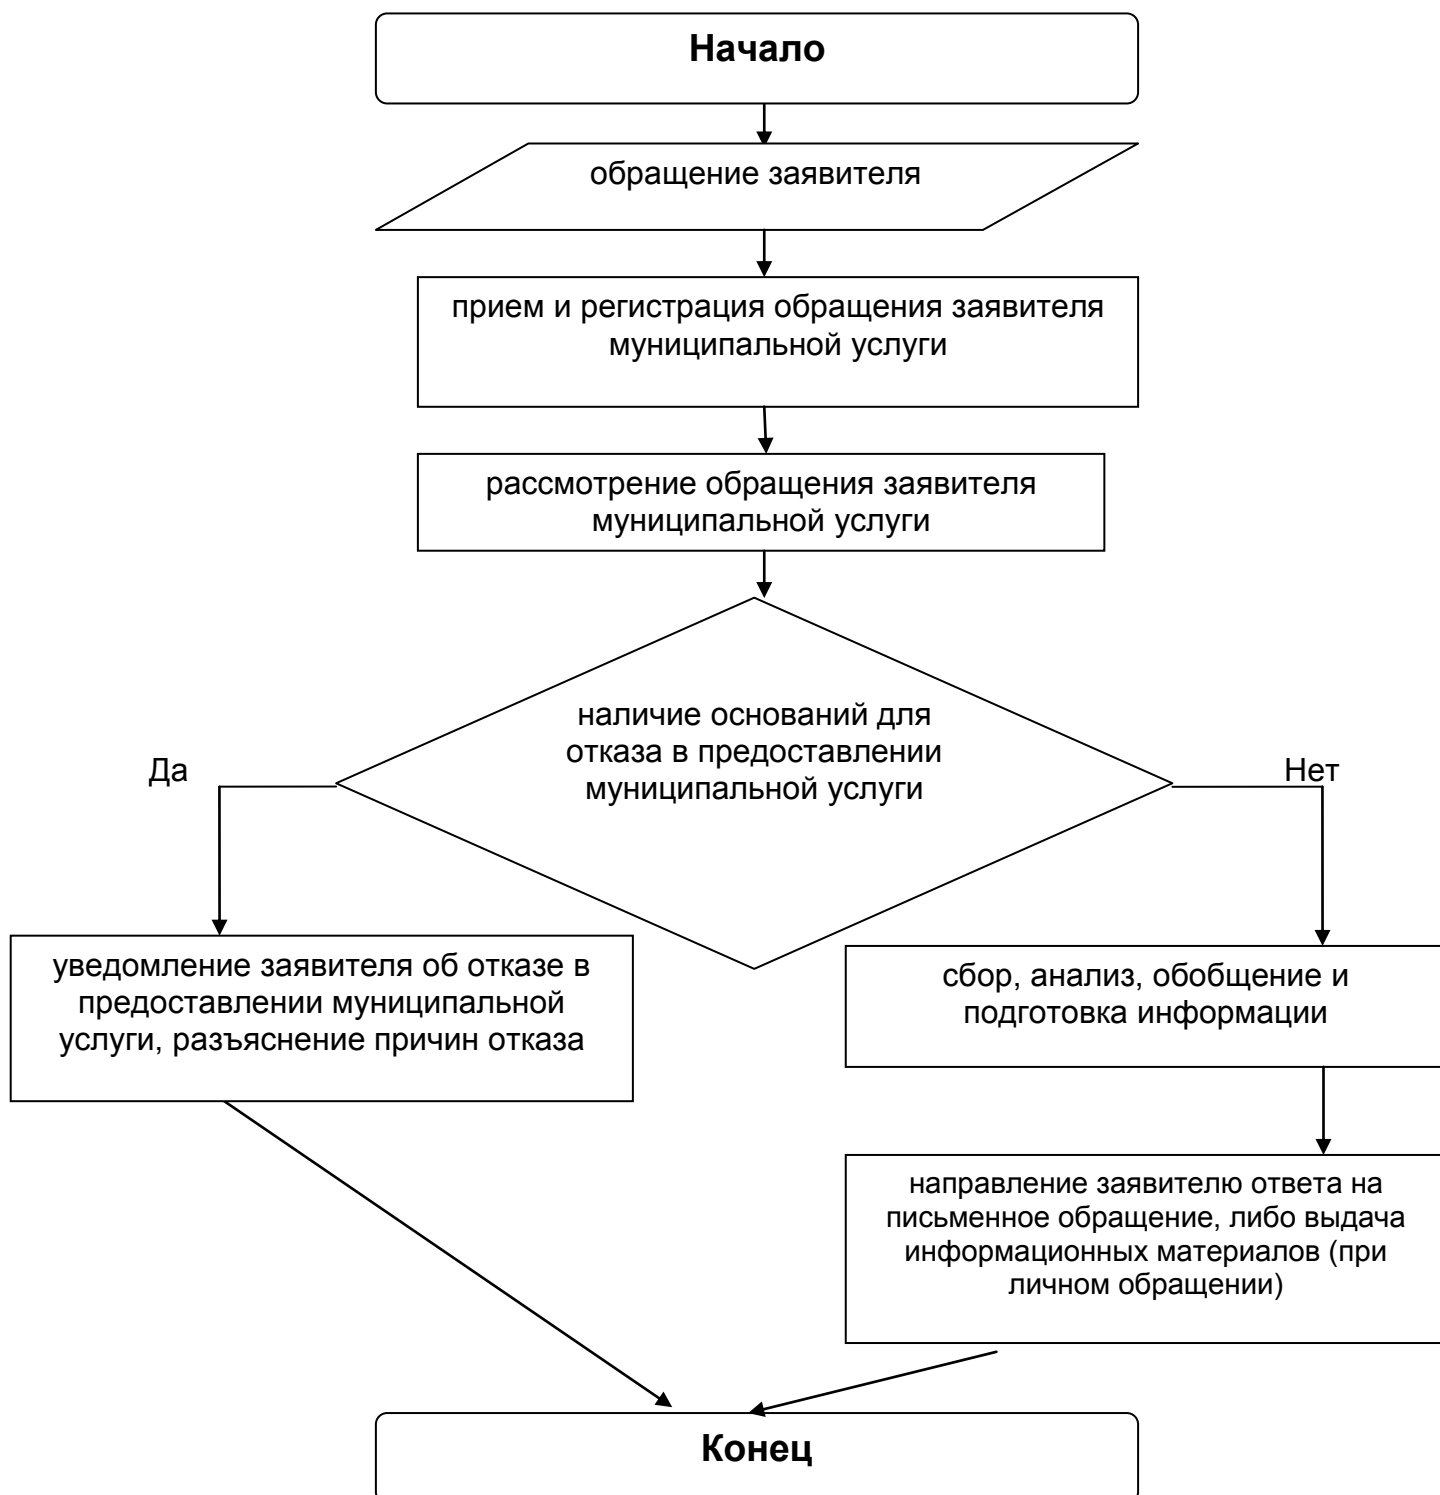 Начало
обращение заявителя
прием и регистрация обращения заявителя
муниципальной услуги
рассмотрение обращения заявителя
муниципальной услуги
наличие оснований для
отказа в предоставлении
муниципальной услуги
Да
Нет
уведомление заявителя об отказе в
предоставлении муниципальной
услуги, разъяснение причин отказа
сбор, анализ, обобщение и
подготовка информации
направление заявителю ответа на
письменное обращение, либо выдача
информационных материалов (при
личном обращении)
Конец